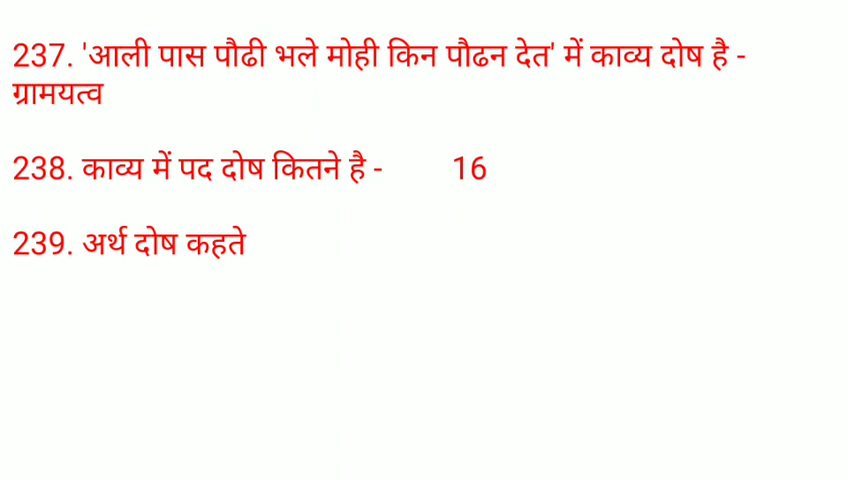 237. 'आली पास पौढी भले मोही किन पौढन देत' में काव्य दोष है -
ग्रामयत्व
238. काव्य में पद दोष कितने है - 16
239. अर्थ दोष कहते